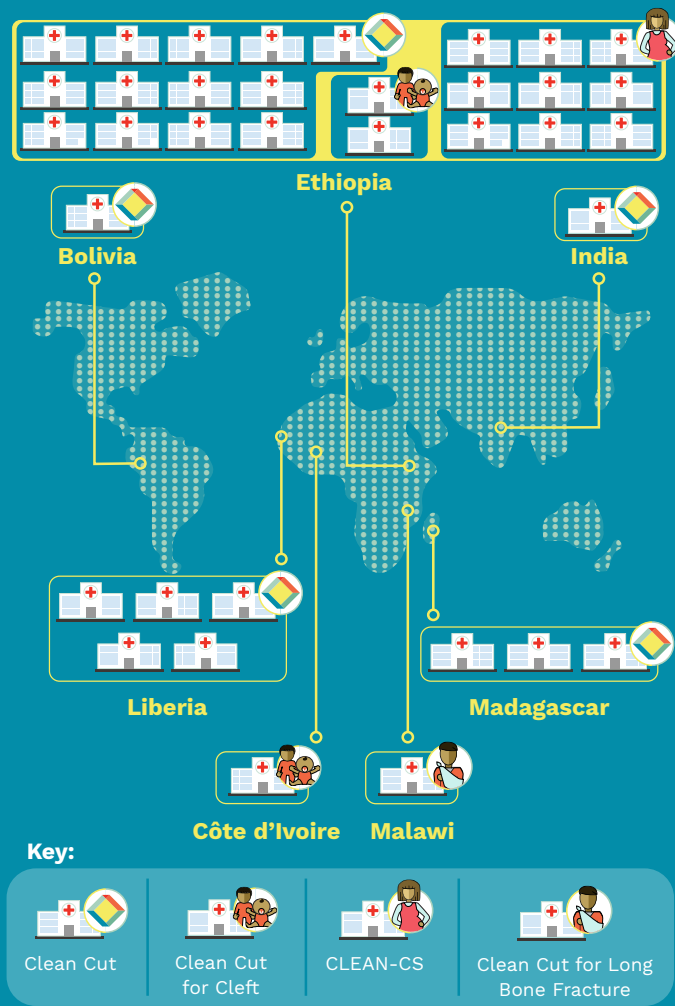 Ethiopia
Bolivia
India
Liberia
Madagascar
Côte d’Ivoire
Malawi
Key:
Clean Cut
Clean Cut
for Cleft
CLEAN-CS
Clean Cut for Long
Bone Fracture